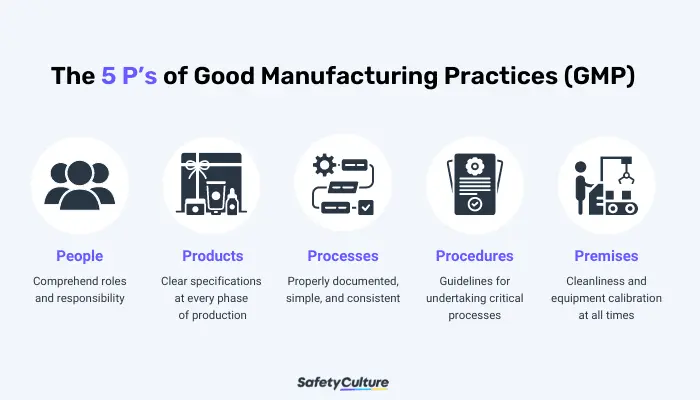 The 5 P's of Good Manufacturing Practices (GMP)
People
Comprehend roles
and responsibility
Products
Clear specifications
at every phase
of production
Processes
Properly documented,
simple, and consistent
Procedures
Guidelines for
undertaking critical
processes
Premises
Cleanliness and
equipment calibration
at all times
SafetyCulture